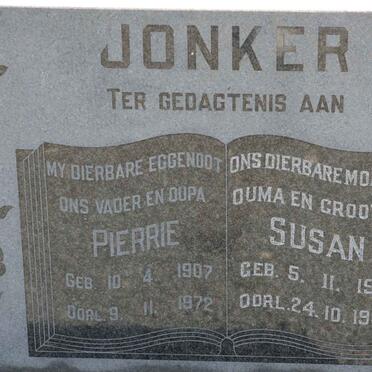 JONKER
TER GEDAGTENIS AAN
MY DIERBARE EGGENOOT
ONS VADER EN OUPA
PIERRIE
GEB. 10. 4. 1907
OORL. 9. 11. 1972
ONS DIERBARE MO
OUMA EN GROOT
SUSAN
GEB. 5. 11. 19
OORL. 24. 10. 19